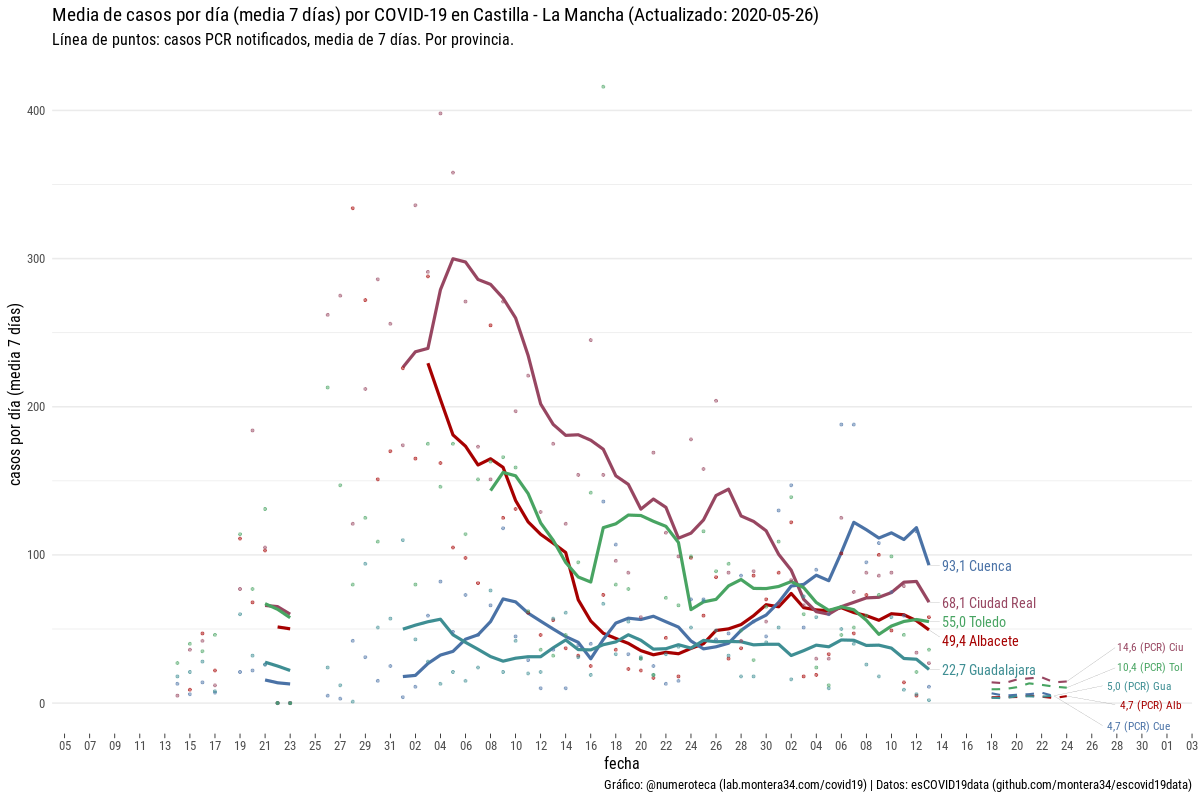 Media de casos por día (media 7 días) por COVID-19 en Castilla - La Mancha (Actualizado: 2020-05-26)
Línea de puntos: casos PCR notificados, media de 7 días. Por provincia.
casos por día (media 7 días)
400
300
200
100
0
93,1 Cuenca
68,1 Ciudad Real
55,0 Toledo
49,4 Albacete
22,7 Guadalajara
14,6 (PCR) Ciu
10,4 (PCR) Tol
5,0 (PCR) Gua
4,7 (PCR) Alb
4,7 (PCR) Cue
05 07 09 11 13 15 17 19 21 23 25 27 29 31 02 04 06 08 10 12 14 16 18 20 22 24 26 28 30 02 04 06 08 10 12 14 16 18 20 22 24 26 28 30 01 03
fecha
Gráfico: @numeroteca (lab.montera34.com/covid19) | Datos: esCOVID19data (github.com/montera34/escovid19data)